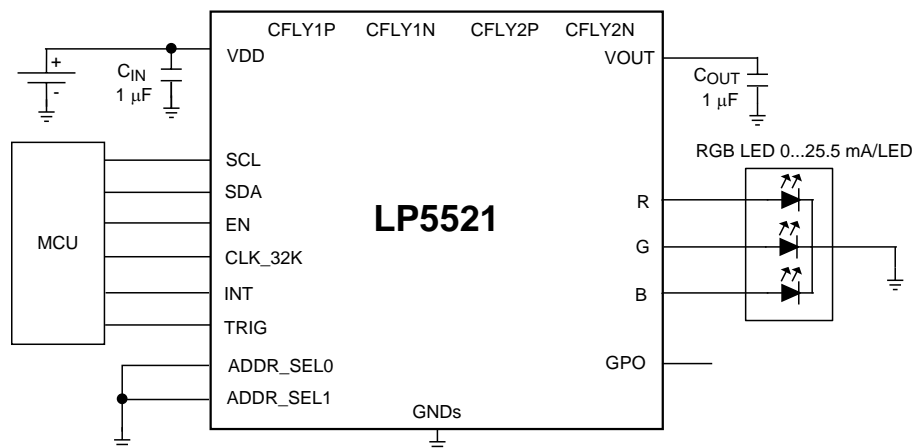 CFLY1P CFLY1N CFLY2P CFLY2N
VDD
VOUT
+
-
CIN
1 µF
COUT
1 µF
RGB LED 0...25.5 mA/LED
MCU
SCL
SDA
EN
CLK_32K
INT
TRIG
ADDR_SEL0
ADDR_SEL1
LP5521
R
G
B
GPO
GNDs